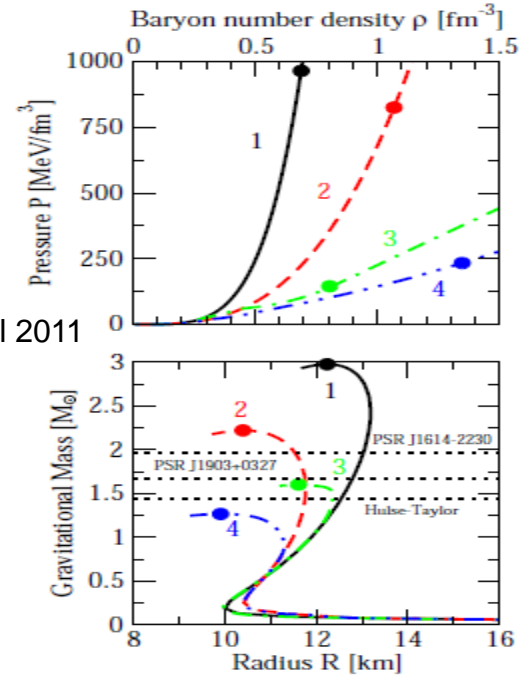 Baryon number density ρ [fm⁻³]
0 0.5 1 1.5
1000
750
500
250
0
Pressure P [MeV/fm³]
1
2
3
4
l 2011
3
2.5
2
1.5
1
0.5
0
Gravitational Mass [M⊙]
1
2
3
4
PSR J1614-2230
PSR J1903+0327
Hulse-Taylor
8 10 12 14 16
Radius R [km]